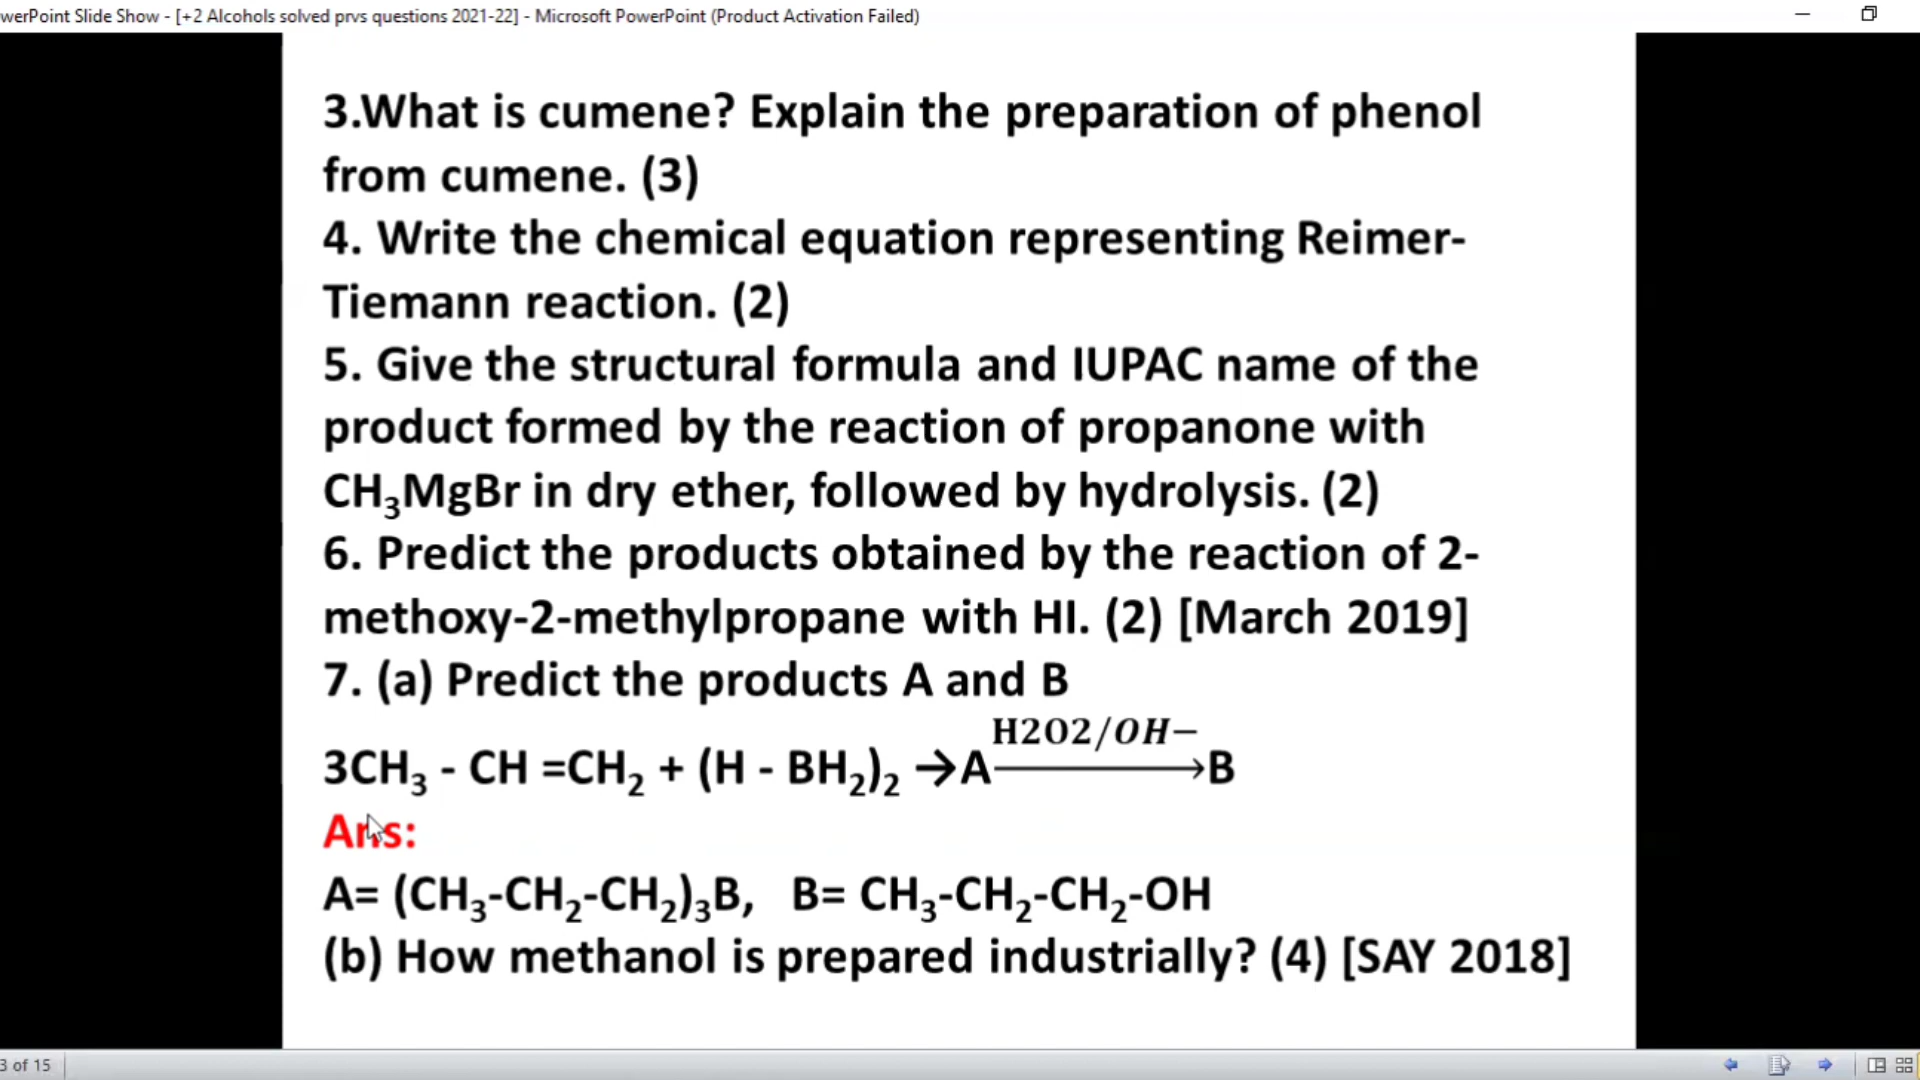 werPoint Slide Show - [+2 Alcohols solved prvs questions 2021-22] - Microsoft PowerPoint (Product Activation Failed)
3.What is cumene? Explain the preparation of phenol
from cumene. (3)
4. Write the chemical equation representing Reimer-
Tiemann reaction. (2)
5. Give the structural formula and IUPAC name of the
product formed by the reaction of propanone with
CH₃MgBr in dry ether, followed by hydrolysis. (2)
6. Predict the products obtained by the reaction of 2-
methoxy-2-methylpropane with HI. (2) [March 2019]
7. (a) Predict the products A and B
H2O2/OH−
3CH₃ - CH =CH₂ + (H - BH₂)₂ →A⟶B
Ans:
A= (CH₃-CH₂-CH₂)₃B, B= CH₃-CH₂-CH₂-OH
(b) How methanol is prepared industrially? (4) [SAY 2018]
3 of 15